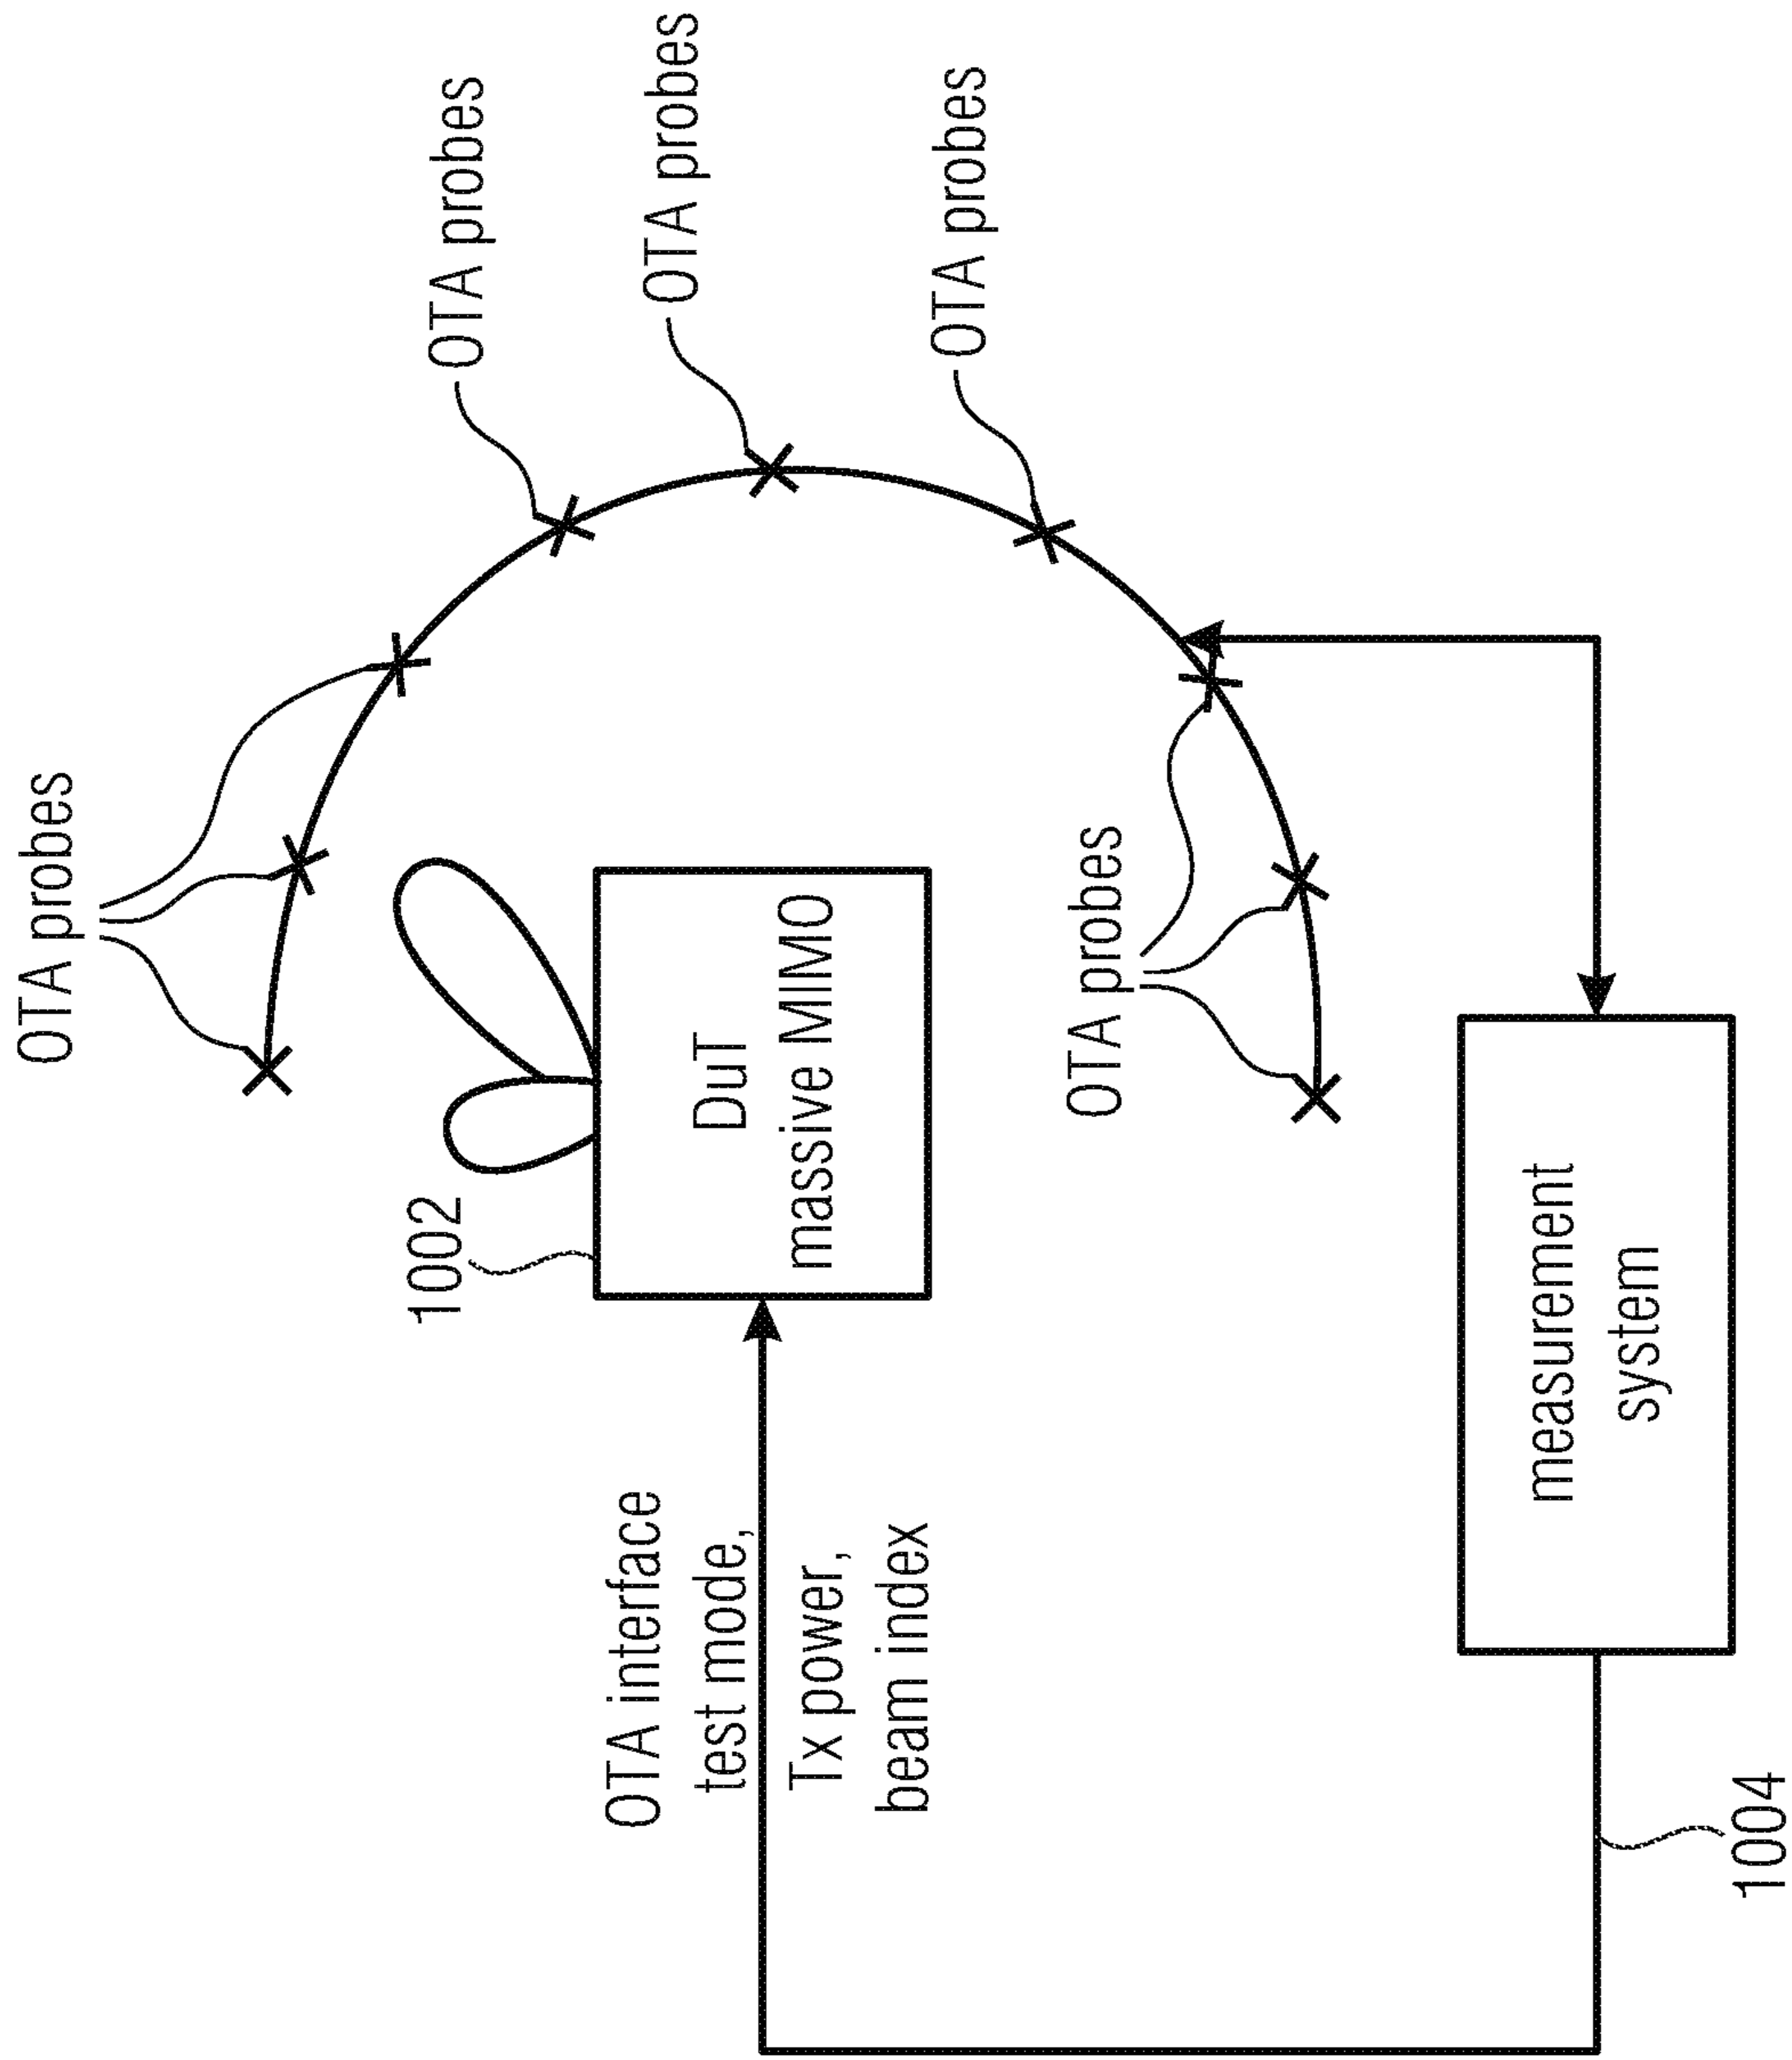 OTA probes
OTA probes
OTA probes
OTA probes
OTA probes
1002
DuT
massive MIMO
OTA interface
test mode,
Tx power,
beam index
measurement
system
1004